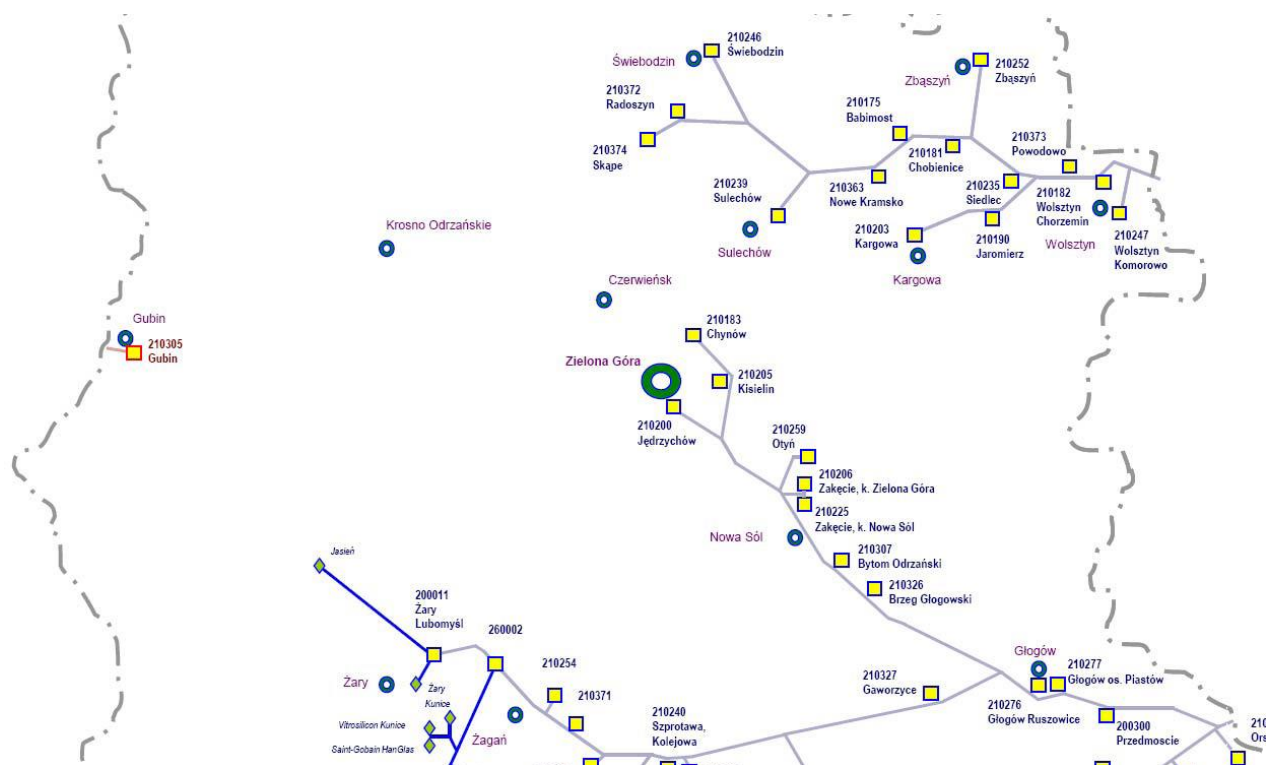 210246
Świebodzin
Świebodzin
210252
Zbąszyń
Zbąszyń
210372
Radoszyn
210175
Babimost
210373
Powodowo
210374
Skąpe
210181
Chobienice
210239
Sulechów
210363
Nowe Kramsko
210235
Siedlec
210182
Wolsztyn
Chorzemin
Krosno Odrzańskie
210203
Kargowa
210190
Jaromierz
Wolsztyn
210247
Wolsztyn
Komorowo
Sulechów
Kargowa
Czerwieńsk
Gubin
210305
Gubin
210183
Chynów
Zielona Góra
210205
Kisielin
210200
Jędrzychów
210259
Otyń
210206
Zakęcie, k. Zielona Góra
210225
Zakęcie, k. Nowa Sól
Nowa Sól
210307
Bytom Odrzański
210326
Brzeg Głogowski
Jasień
200011
Żary
Lubomyśl
260002
210254
Głogów
210277
Głogów os. Piastów
Żary
Żary
Kunice
210371
210327
Gaworzyce
210276
Głogów Ruszowice
Vitrosilicon Kunice
Saint-Gobain HanGlas
Żagań
210240
Szprotawa,
Kolejowa
200300
Przedmoscie